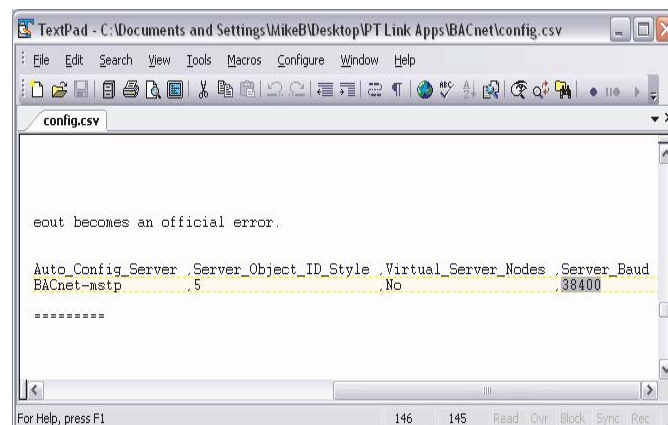 TextPad - C:\Documents and Settings\MikeB\Desktop\PT Link Apps\BACnet\config.csv
File Edit Search View Tools Macros Configure Window Help
config.csv
eout becomes an official error.
Auto_Config_Server ,Server_Object_ID_Style ,Virtual_Server_Nodes ,Server_Baud
BACnet-mstp ,5 ,No ,38400
=========
For Help, press F1 146 145 Read Ovr Block Sync Rec